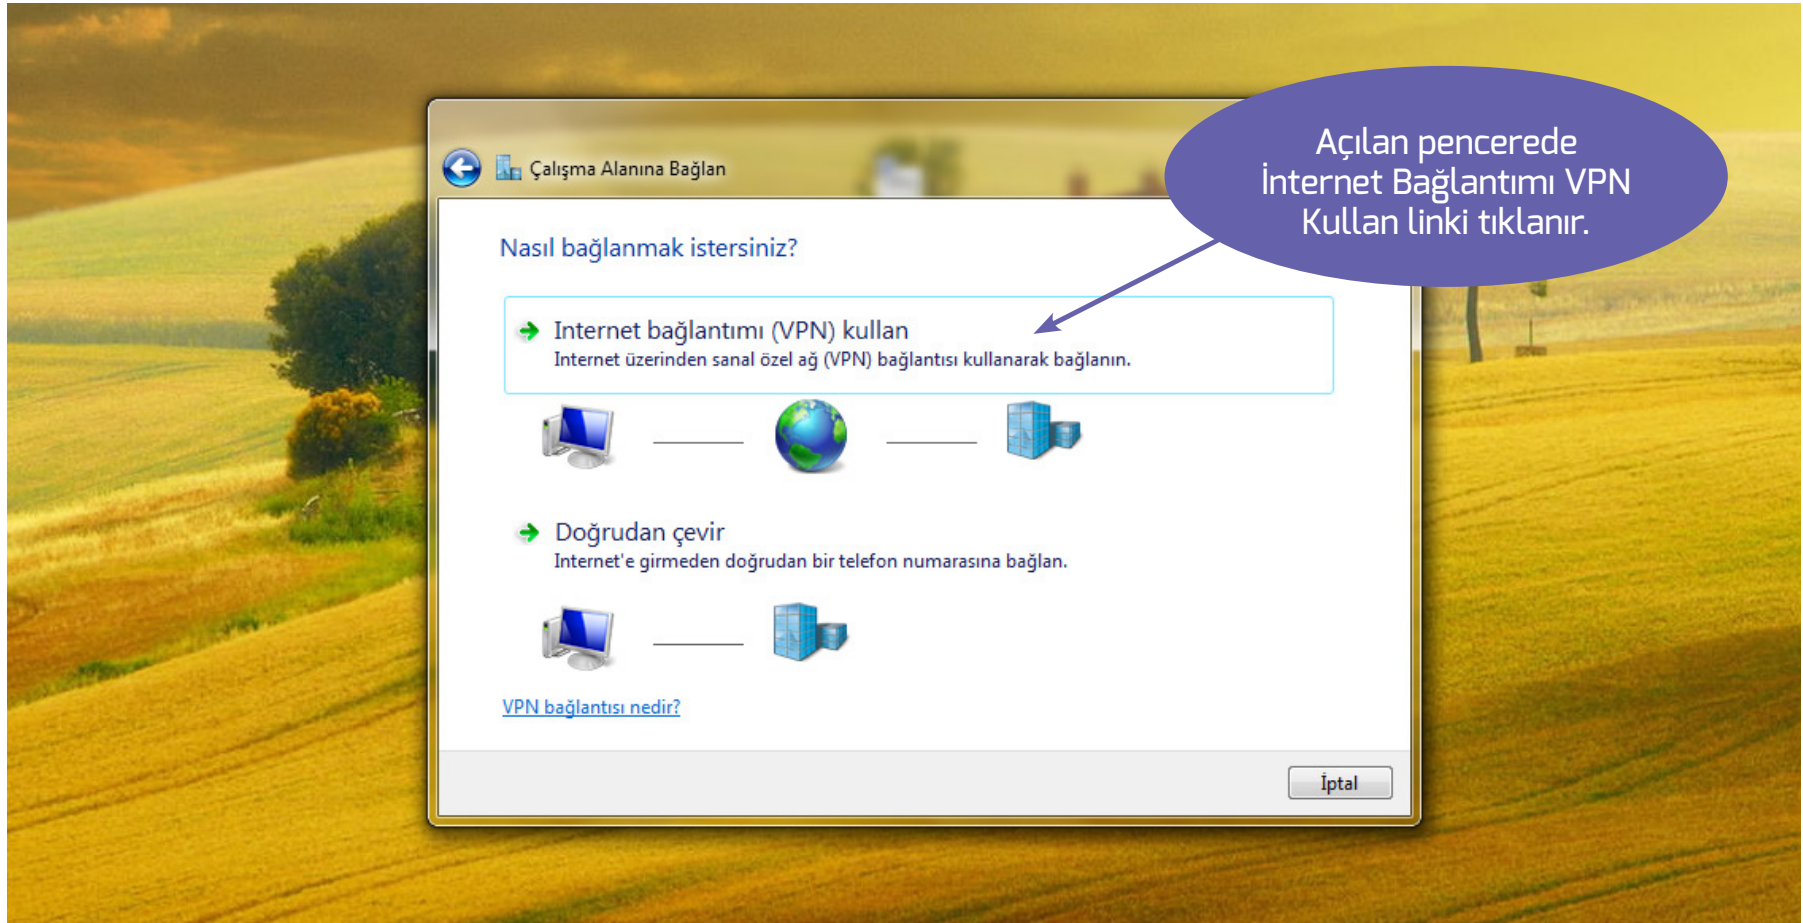 Açılan pencerede
İnternet Bağlantımı VPN
Kullan linki tıklanır.
Çalışma Alanına Bağlan
Nasıl bağlanmak istersiniz?
Internet bağlantımı (VPN) kullan
Internet üzerinden sanal özel ağ (VPN) bağlantısı kullanarak bağlanın.
Doğrudan çevir
Internet'e girmeden doğrudan bir telefon numarasına bağlan.
VPN bağlantısı nedir?
İptal